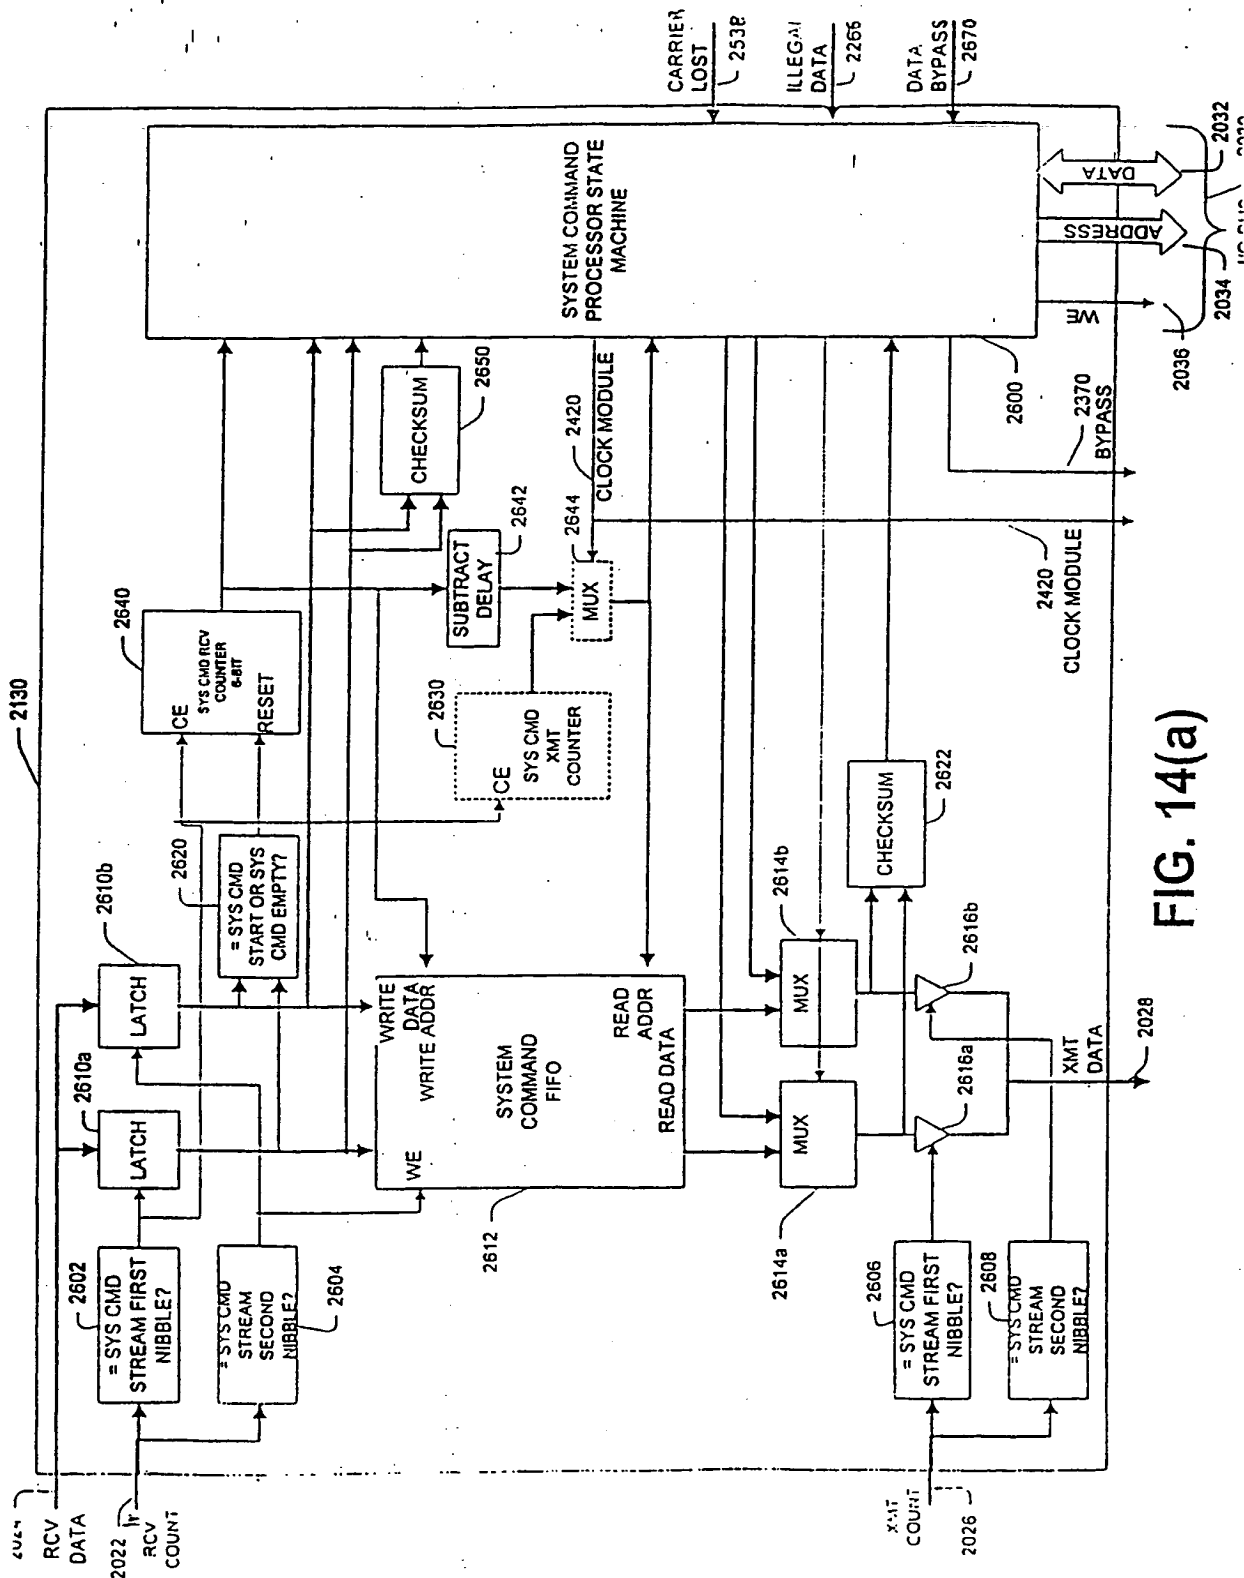 2130
RCV
DATA
2022
RCV
COUNT
2602
= SYS CMD
STREAM FIRST
NIBBLE?
= SYS CMD
STREAM
SECOND
NIBBLE?
2604
2610a
LATCH
2610b
LATCH
2620
= SYS CMD
START OR SYS
CMD EMPTY?
2640
CE
SYS CMD RCV
COUNTER
6-BIT
RESET
2630
CE
SYS CMD
XMT
COUNTER
SUBTRACT
DELAY
2642
MUX
2644
CHECKSUM
2650
2420
CLOCK MODULE
WE
WRITE
DATA
WRITE ADDR
SYSTEM
COMMAND
FIFO
READ
ADDR
READ DATA
2612
SYSTEM COMMAND
PROCESSOR STATE
MACHINE
2600
CARRIER
LOST
2538
ILLEGAL
DATA
2266
DATA
BYPASS
2670
DATA
2032
ADDRESS
2034
WE
2036
2370
BYPASS
2420
CLOCK MODULE
MUX
2614a
MUX
2614b
CHECKSUM
2622
2616a
2616b
XMT
DATA
2028
2606
= SYS CMD
STREAM FIRST
NIBBLE?
2608
= SYS CMD
STREAM
SECOND
NIBBLE?
XMT
COUNT
2026
FIG. 14(a)